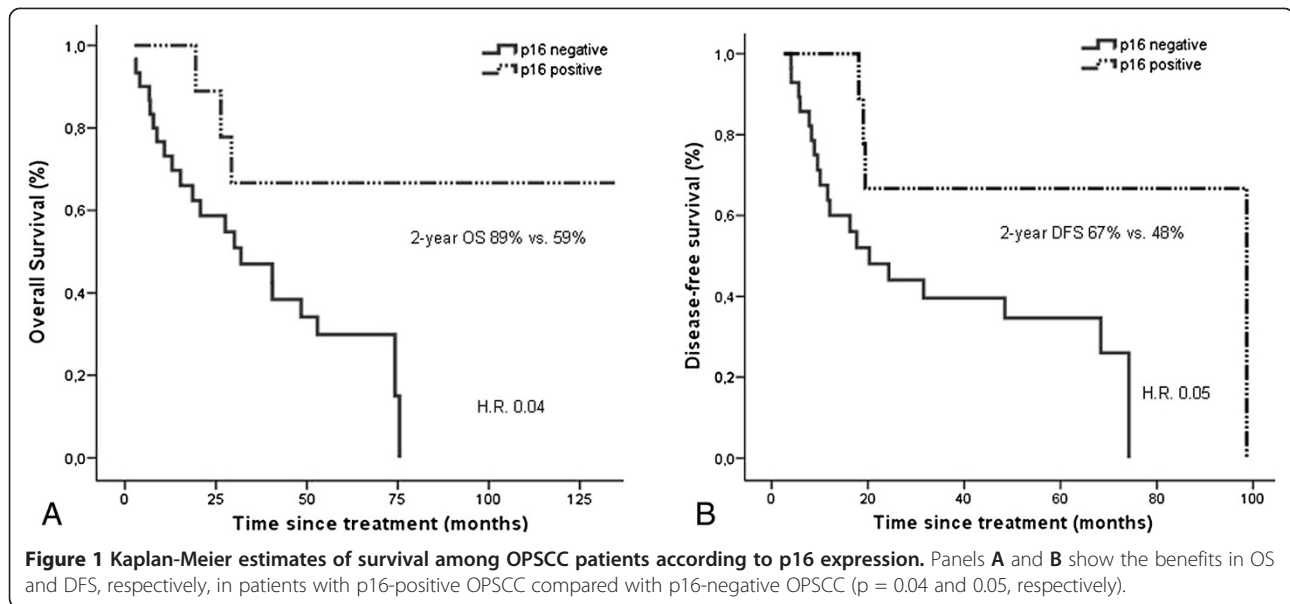 p16 negative
p16 positive
1,0
0,8
0,6
0,4
0,2
0,0
Overall Survival (%)
2-year OS 89% vs. 59%
H.R. 0.04
0
25
50
75
100
125
Time since treatment (months)
A
p16 negative
p16 positive
1,0
0,8
0,6
0,4
0,2
0,0
Disease-free survival (%)
2-year DFS 67% vs. 48%
H.R. 0.05
0
20
40
60
80
100
Time since treatment (months)
B
Figure 1 Kaplan-Meier estimates of survival among OPSCC patients according to p16 expression. Panels A and B show the benefits in OS
and DFS, respectively, in patients with p16-positive OPSCC compared with p16-negative OPSCC (p = 0.04 and 0.05, respectively).